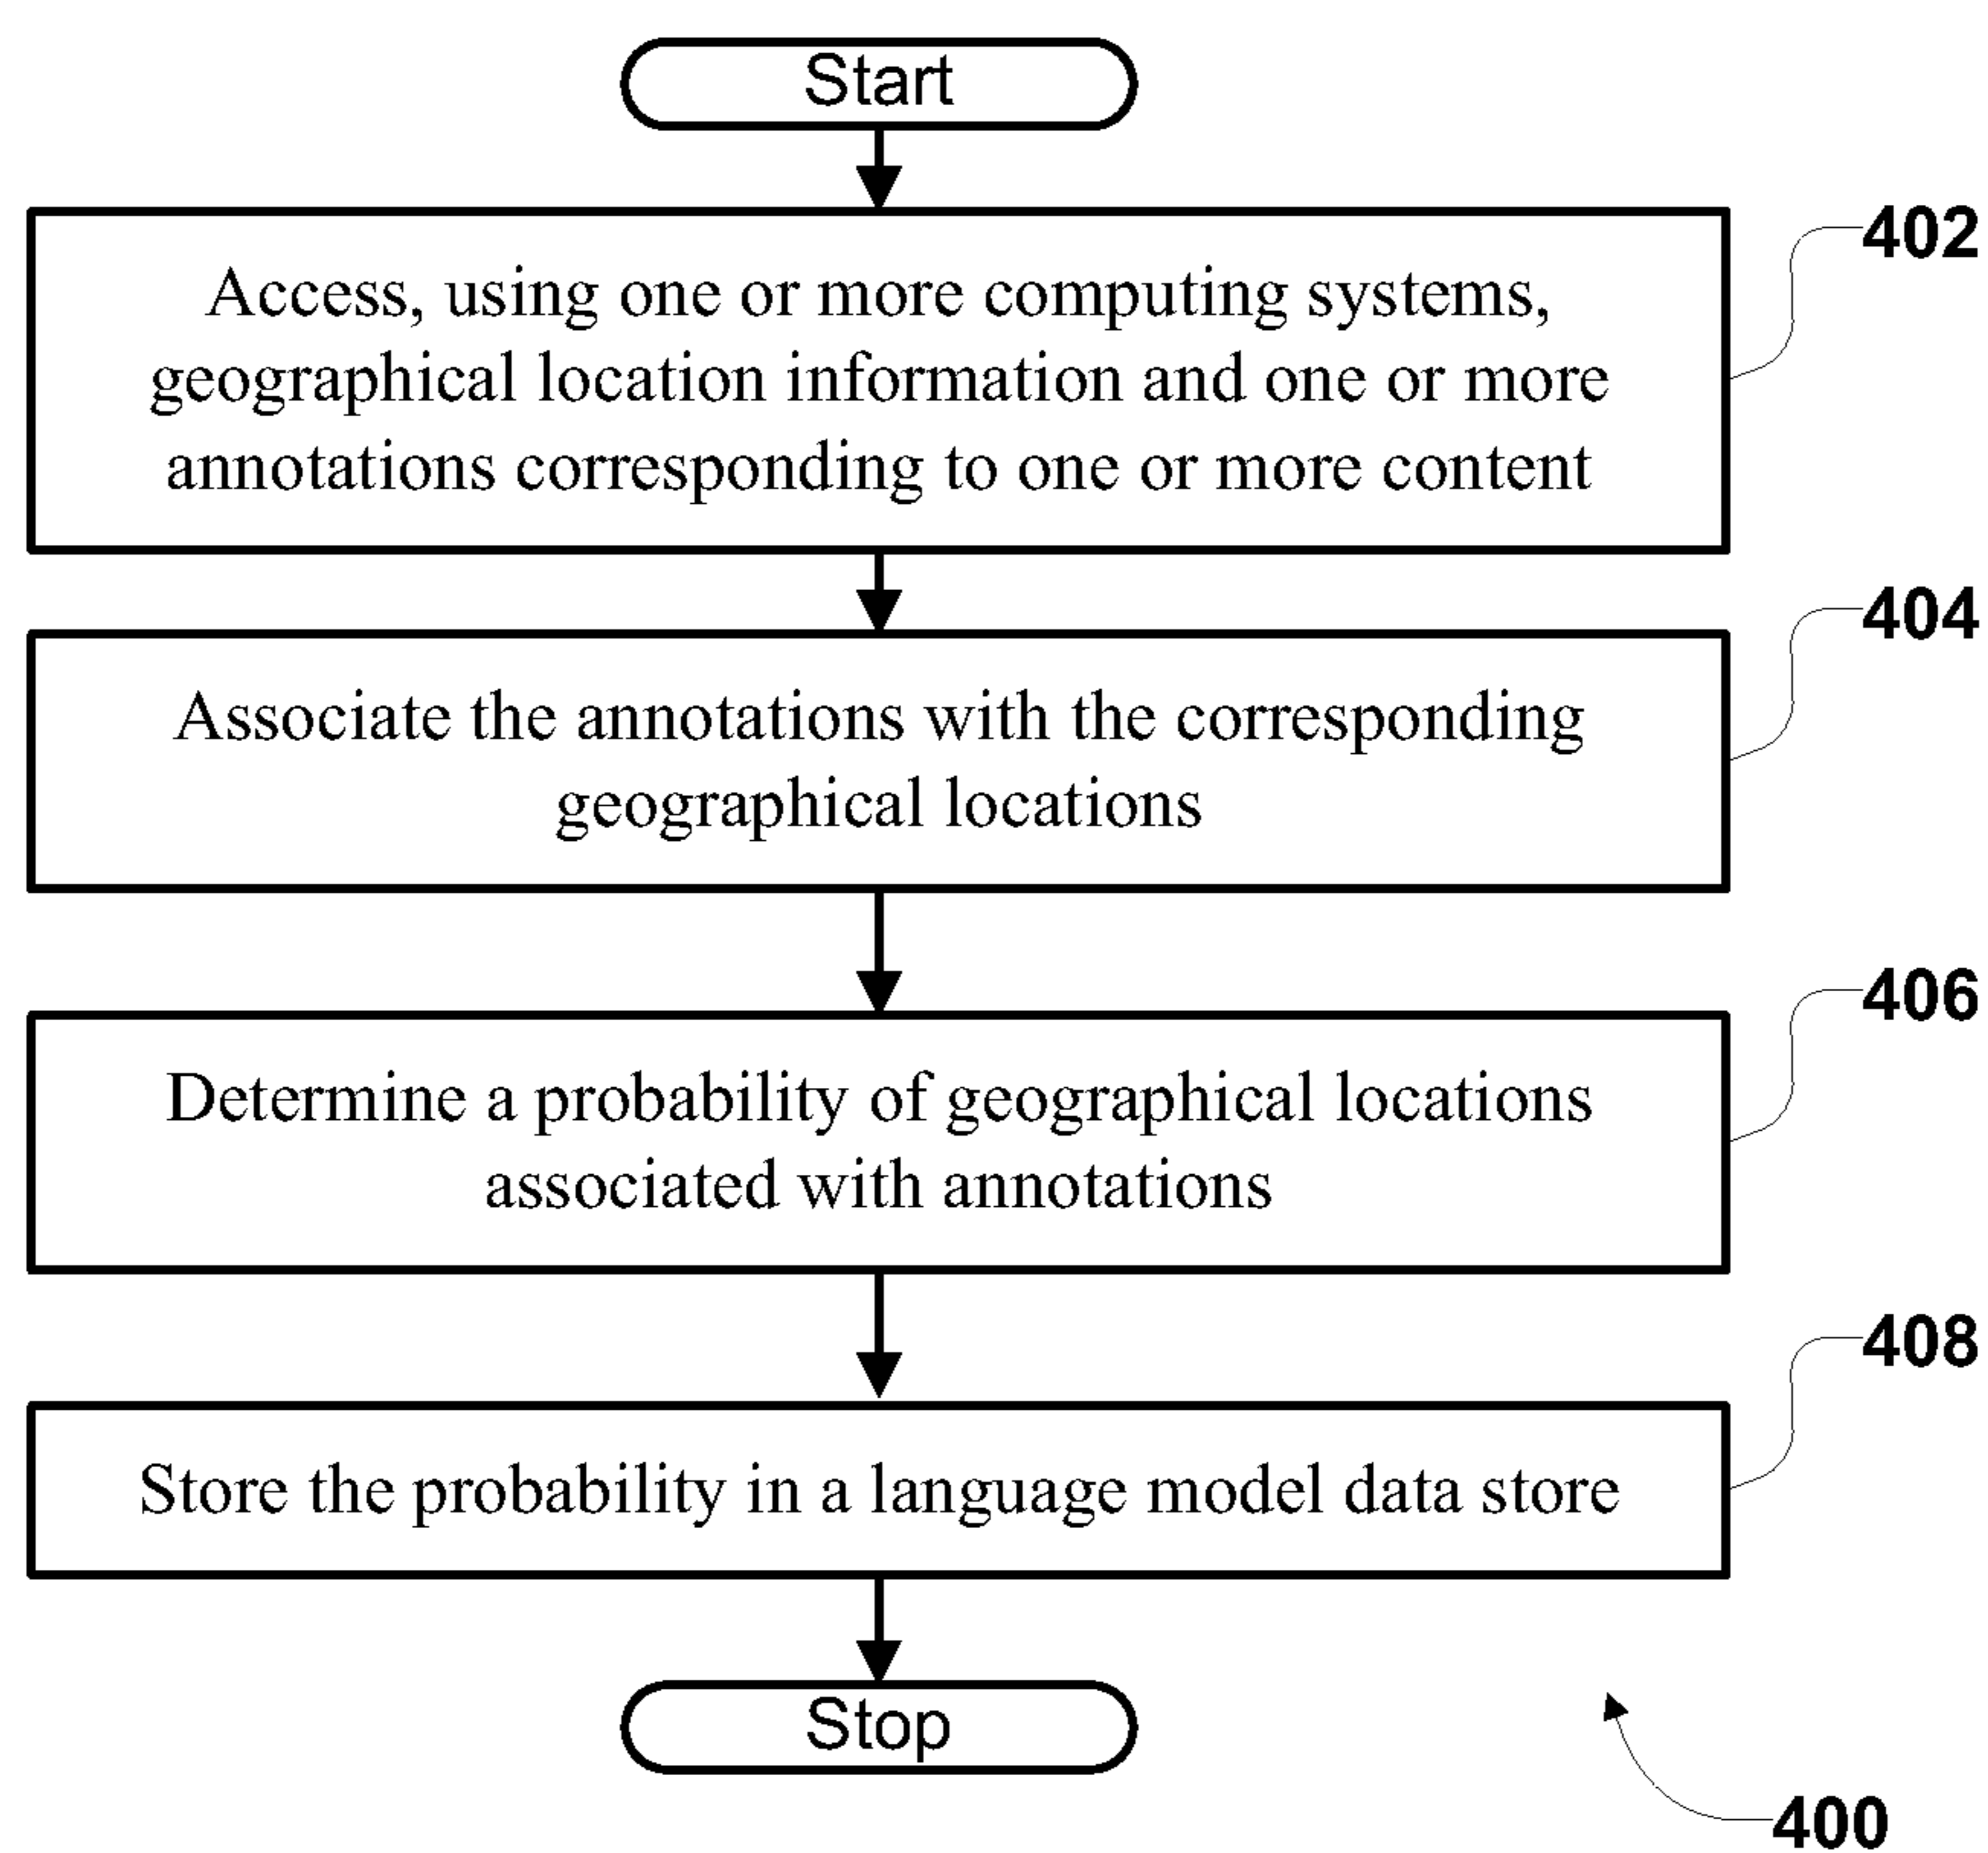 Start
402
Access, using one or more computing systems,
geographical location information and one or more
annotations corresponding to one or more content
404
Associate the annotations with the corresponding
geographical locations
406
Determine a probability of geographical locations
associated with annotations
408
Store the probability in a language model data store
Stop
400